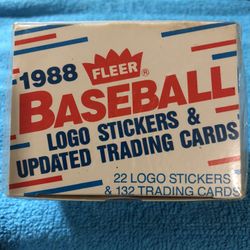 1988 FLEER®
BASEBALL
LOGO STICKERS &
UPDATED TRADING CARDS
22 LOGO STICKERS
& 132 TRADING CARDS